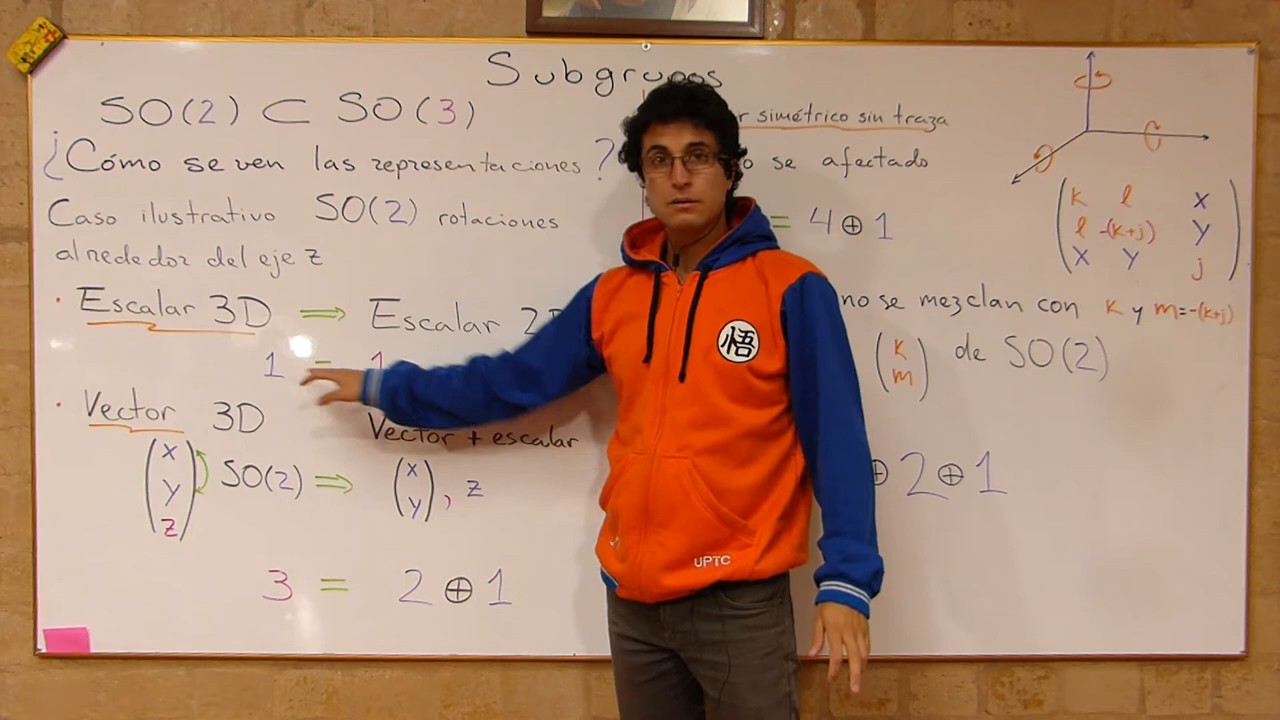 Subgrupos
SO(2) ⊂ SO(3)
¿Cómo se ven las representaciones ?
Caso ilustrativo SO(2) rotaciones
alrededor del eje z
· Escalar 3D ⇒ Escalar 2D
1 = 1
· Vector 3D
Vector + escalar
(x y z) SO(2) ⇒ (x y), z
3 = 2 ⊕ 1
simétrico sin traza
se afectado
= 4 ⊕ 1
k l x
l -(k+j) y
x y j
no se mezclan con k y m=-(k+j)
(k m) de SO(2)
⊕ 2 ⊕ 1
悟
UPTC